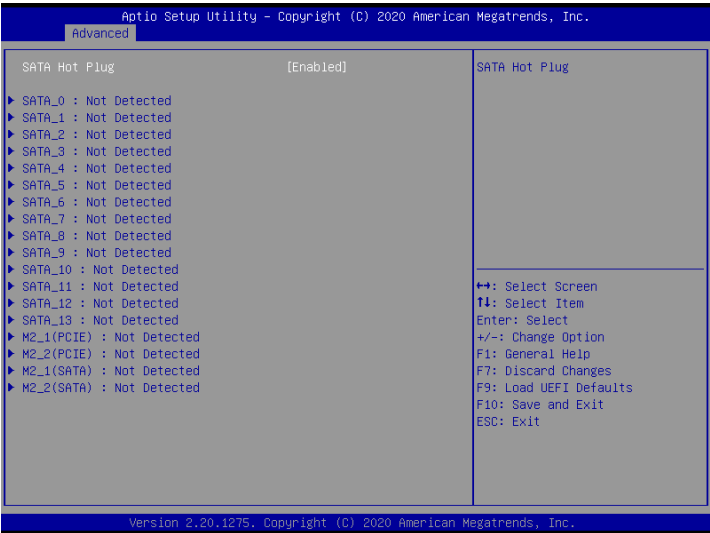 Aptio Setup Utility – Copyright (C) 2020 American Megatrends, Inc.
Advanced
SATA Hot Plug [Enabled]
SATA_0 : Not Detected
SATA_1 : Not Detected
SATA_2 : Not Detected
SATA_3 : Not Detected
SATA_4 : Not Detected
SATA_5 : Not Detected
SATA_6 : Not Detected
SATA_7 : Not Detected
SATA_8 : Not Detected
SATA_9 : Not Detected
SATA_10 : Not Detected
SATA_11 : Not Detected
SATA_12 : Not Detected
SATA_13 : Not Detected
M2_1(PCIE) : Not Detected
M2_2(PCIE) : Not Detected
M2_1(SATA) : Not Detected
M2_2(SATA) : Not Detected
SATA Hot Plug
↔: Select Screen
↑↓: Select Item
Enter: Select
+/-: Change Option
F1: General Help
F7: Discard Changes
F9: Load UEFI Defaults
F10: Save and Exit
ESC: Exit
Version 2.20.1275. Copyright (C) 2020 American Megatrends, Inc.